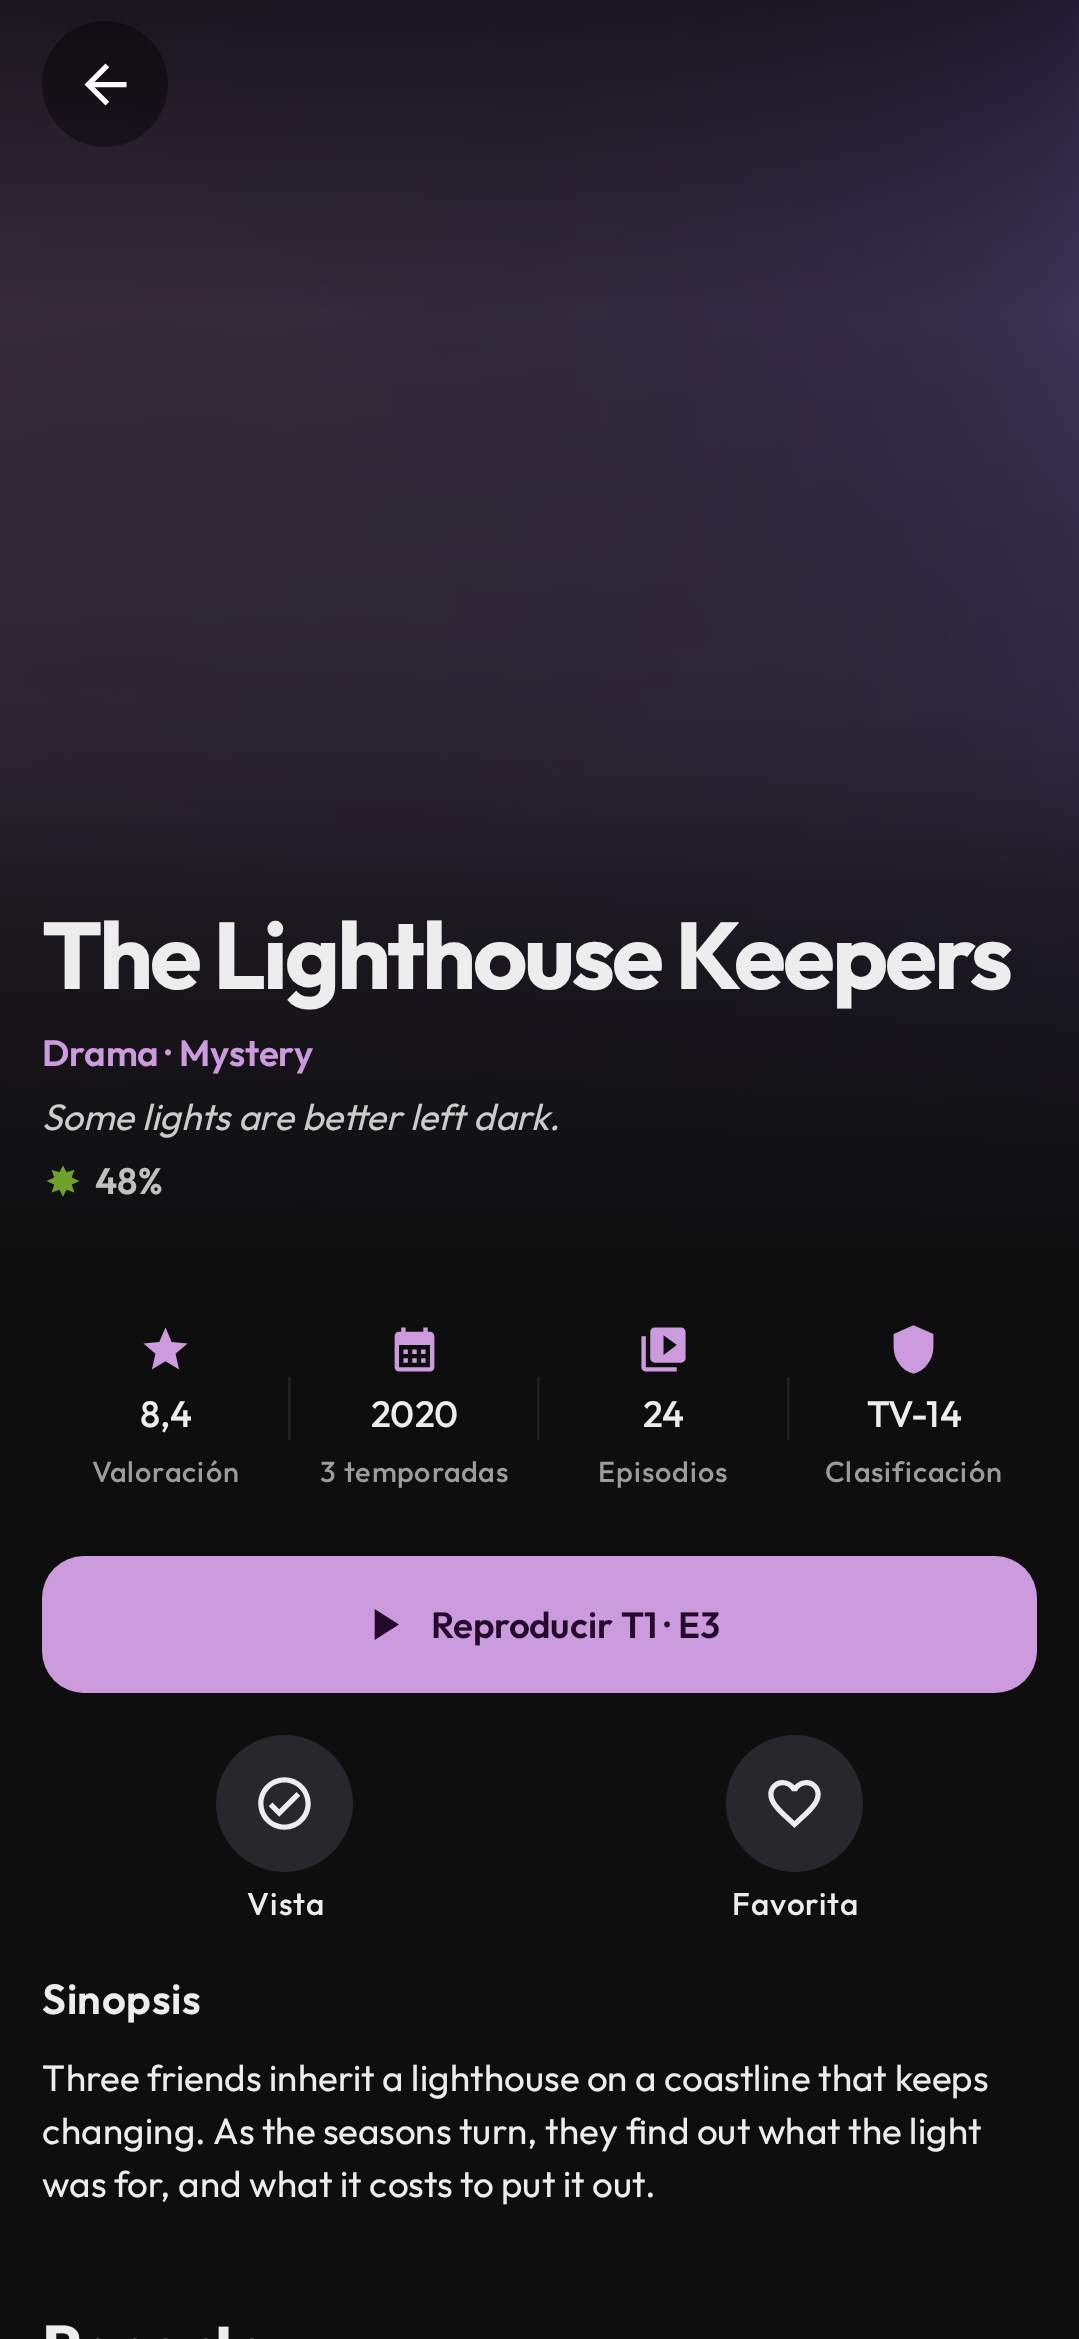 The Lighthouse Keepers
Drama · Mystery
Some lights are better left dark.
48%
8,4
2020
24
TV-14
Valoración
3 temporadas
Episodios
Clasificación
Reproducir T1 · E3
Vista
Favorita
Sinopsis
Three friends inherit a lighthouse on a coastline that keeps
changing. As the seasons turn, they find out what the light
was for, and what it costs to put it out.